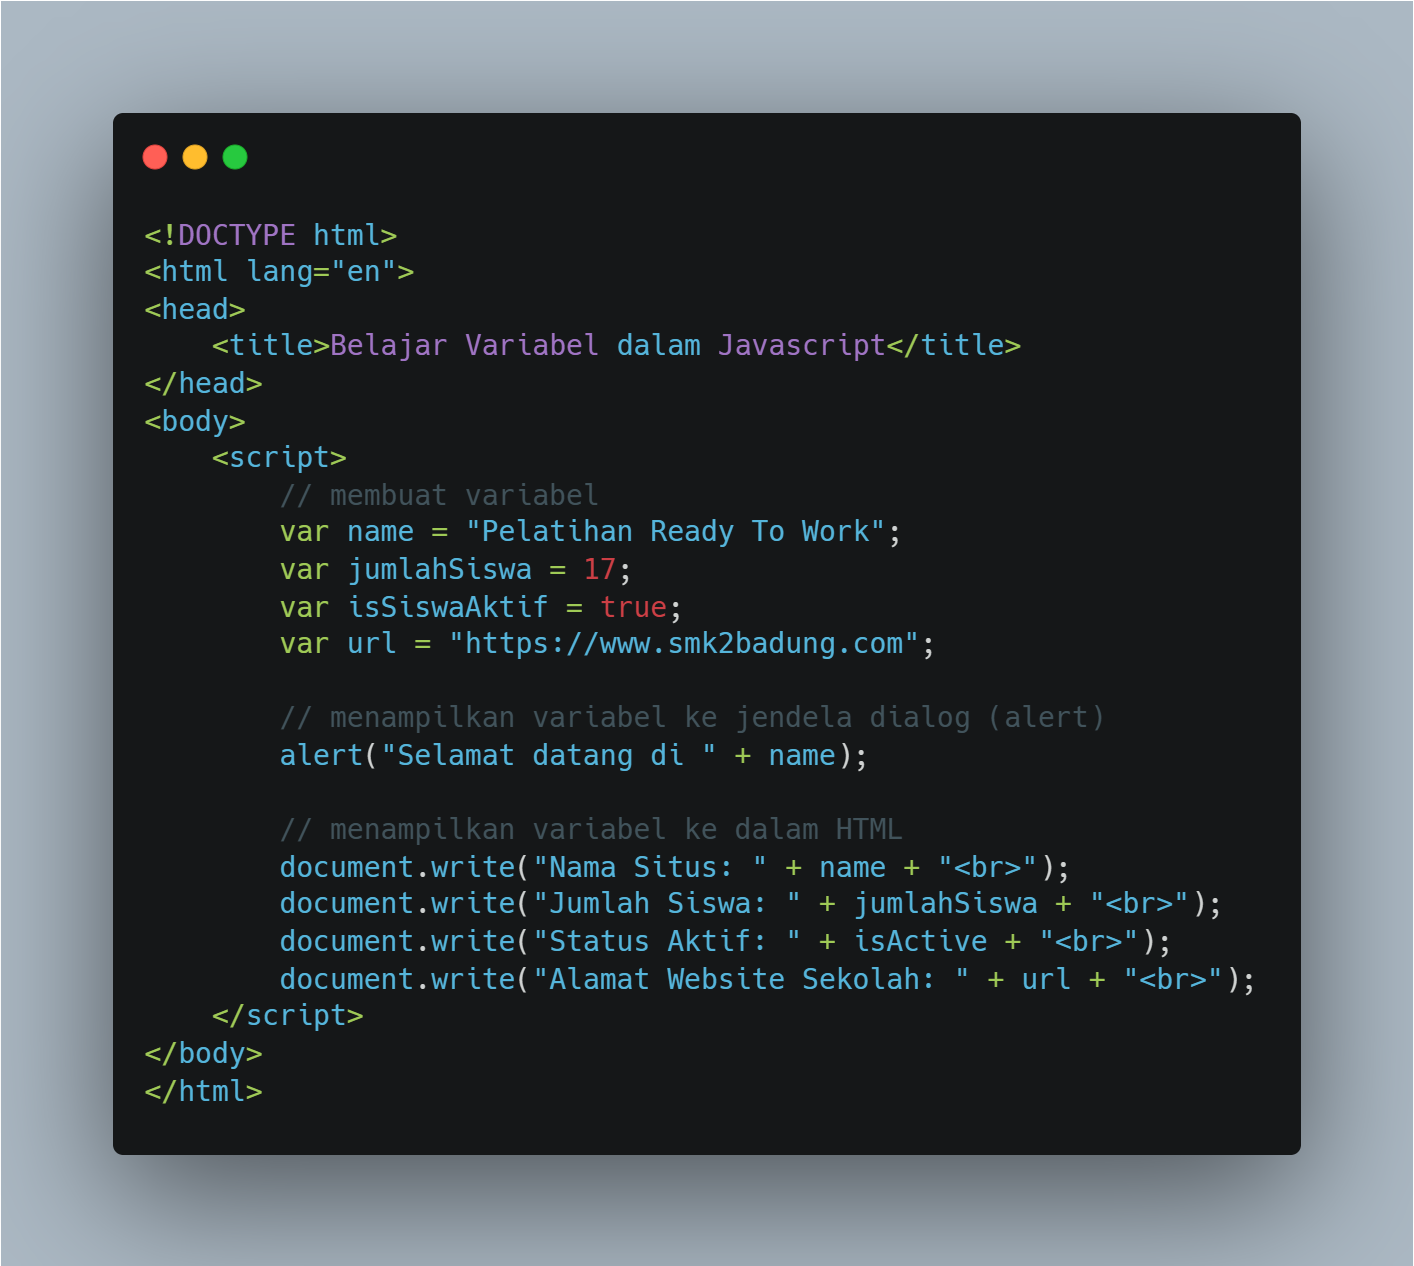 <!DOCTYPE html>
<html lang="en">
<head>
    <title>Belajar Variabel dalam Javascript</title>
</head>
<body>
    <script>
        // membuat variabel
        var name = "Pelatihan Ready To Work";
        var jumlahSiswa = 17;
        var isSiswaAktif = true;
        var url = "https://www.smk2badung.com";

        // menampilkan variabel ke jendela dialog (alert)
        alert("Selamat datang di " + name);

        // menampilkan variabel ke dalam HTML
        document.write("Nama Situs: " + name + "<br>");
        document.write("Jumlah Siswa: " + jumlahSiswa + "<br>");
        document.write("Status Aktif: " + isActive + "<br>");
        document.write("Alamat Website Sekolah: " + url + "<br>");
    </script>
</body>
</html>